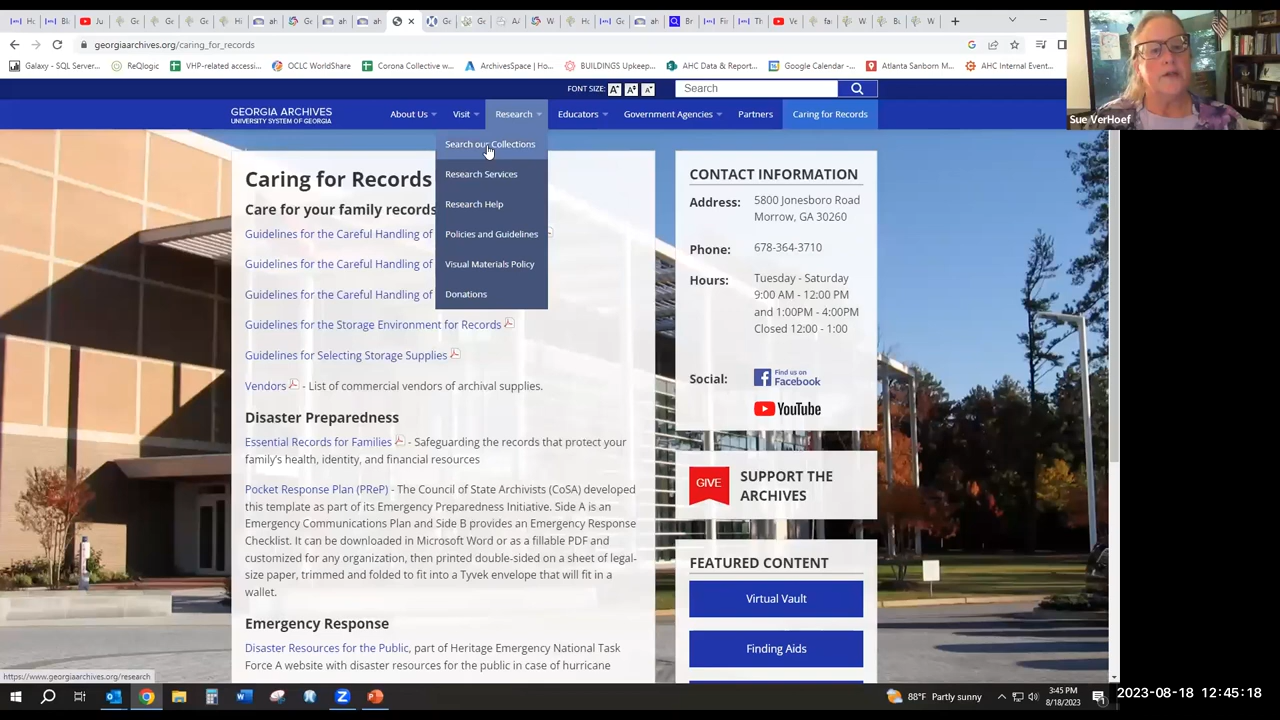 georgiaarchives.org/caring_for_records
Galaxy - SQL Server...
ReQlogic
VHP-related accessi...
OCLC WorldShare
Corona Collective w...
ArchivesSpace | Ho...
BUILDINGS Upkeep...
AHC Data & Report...
Google Calendar -...
Atlanta Sanborn M...
AHC Internal Event...
Sue VerHoef
FONT SIZE: A+ A± A-
Search
GEORGIA ARCHIVES
UNIVERSITY SYSTEM OF GEORGIA
About Us
Visit
Research
Educators
Government Agencies
Partners
Caring for Records
Search our Collections
Research Services
Research Help
Policies and Guidelines
Visual Materials Policy
Donations
Caring for Records
Care for your family records
Guidelines for the Careful Handling of
Guidelines for the Careful Handling of
Guidelines for the Careful Handling of
Guidelines for the Storage Environment for Records
Guidelines for Selecting Storage Supplies
Vendors - List of commercial vendors of archival supplies.
Disaster Preparedness
Essential Records for Families - Safeguarding the records that protect your
family's health, identity, and financial resources
Pocket Response Plan (PReP) - The Council of State Archivists (CoSA) developed
this template as part of its Emergency Preparedness Initiative. Side A is an
Emergency Communications Plan and Side B provides an Emergency Response
Checklist. It can be downloaded in Microsoft Word or as a fillable PDF and
customized for any organization, then printed double-sided on a sheet of legal-
size paper, trimmed and folded to fit into a Tyvek envelope that will fit in a
wallet.
Emergency Response
Disaster Resources for the Public, part of Heritage Emergency National Task
Force A website with disaster resources for the public in case of hurricane
CONTACT INFORMATION
Address: 5800 Jonesboro Road
Morrow, GA 30260
Phone: 678-364-3710
Hours: Tuesday - Saturday
9:00 AM - 12:00 PM
and 1:00PM - 4:00PM
Closed 12:00 - 1:00
Social: Find us on
Facebook
YouTube
GIVE
SUPPORT THE
ARCHIVES
FEATURED CONTENT
Virtual Vault
Finding Aids
https://www.georgiaarchives.org/research
88°F Partly sunny
3:45 PM
8/18/2023
2023-08-18 12:45:18